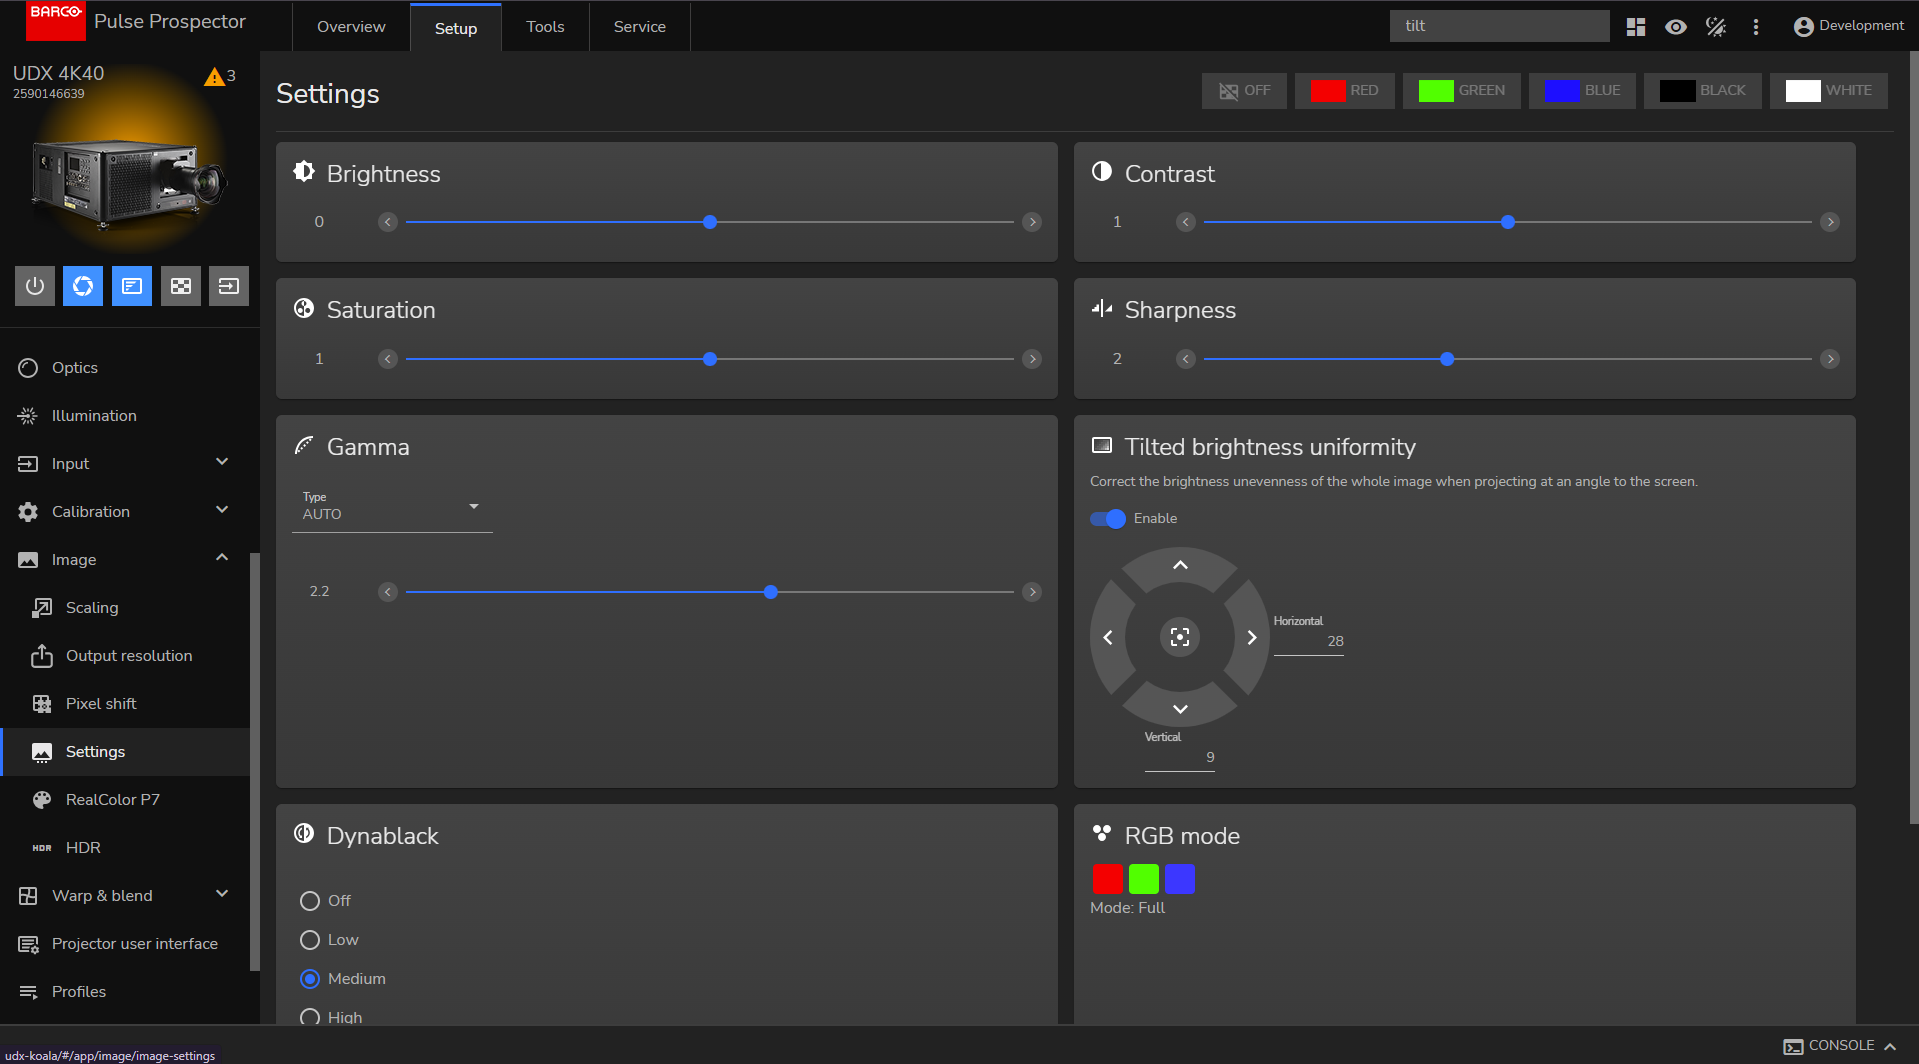 BARCO
Pulse Prospector
Overview
Setup
Tools
Service
tilt
Development
UDX 4K40
2590146639
3
Settings
OFF
RED
GREEN
BLUE
BLACK
WHITE
Brightness
0
Contrast
1
Saturation
1
Sharpness
2
Optics
Illumination
Input
Calibration
Image
Scaling
Output resolution
Pixel shift
Settings
RealColor P7
HDR HDR
Warp & blend
Projector user interface
Profiles
Gamma
Type
AUTO
2.2
Tilted brightness uniformity
Correct the brightness unevenness of the whole image when projecting at an angle to the screen.
Enable
Horizontal
28
Vertical
9
Dynablack
Off
Low
Medium
High
RGB mode
Mode: Full
udx-koala/#/app/image/image-settings
CONSOLE